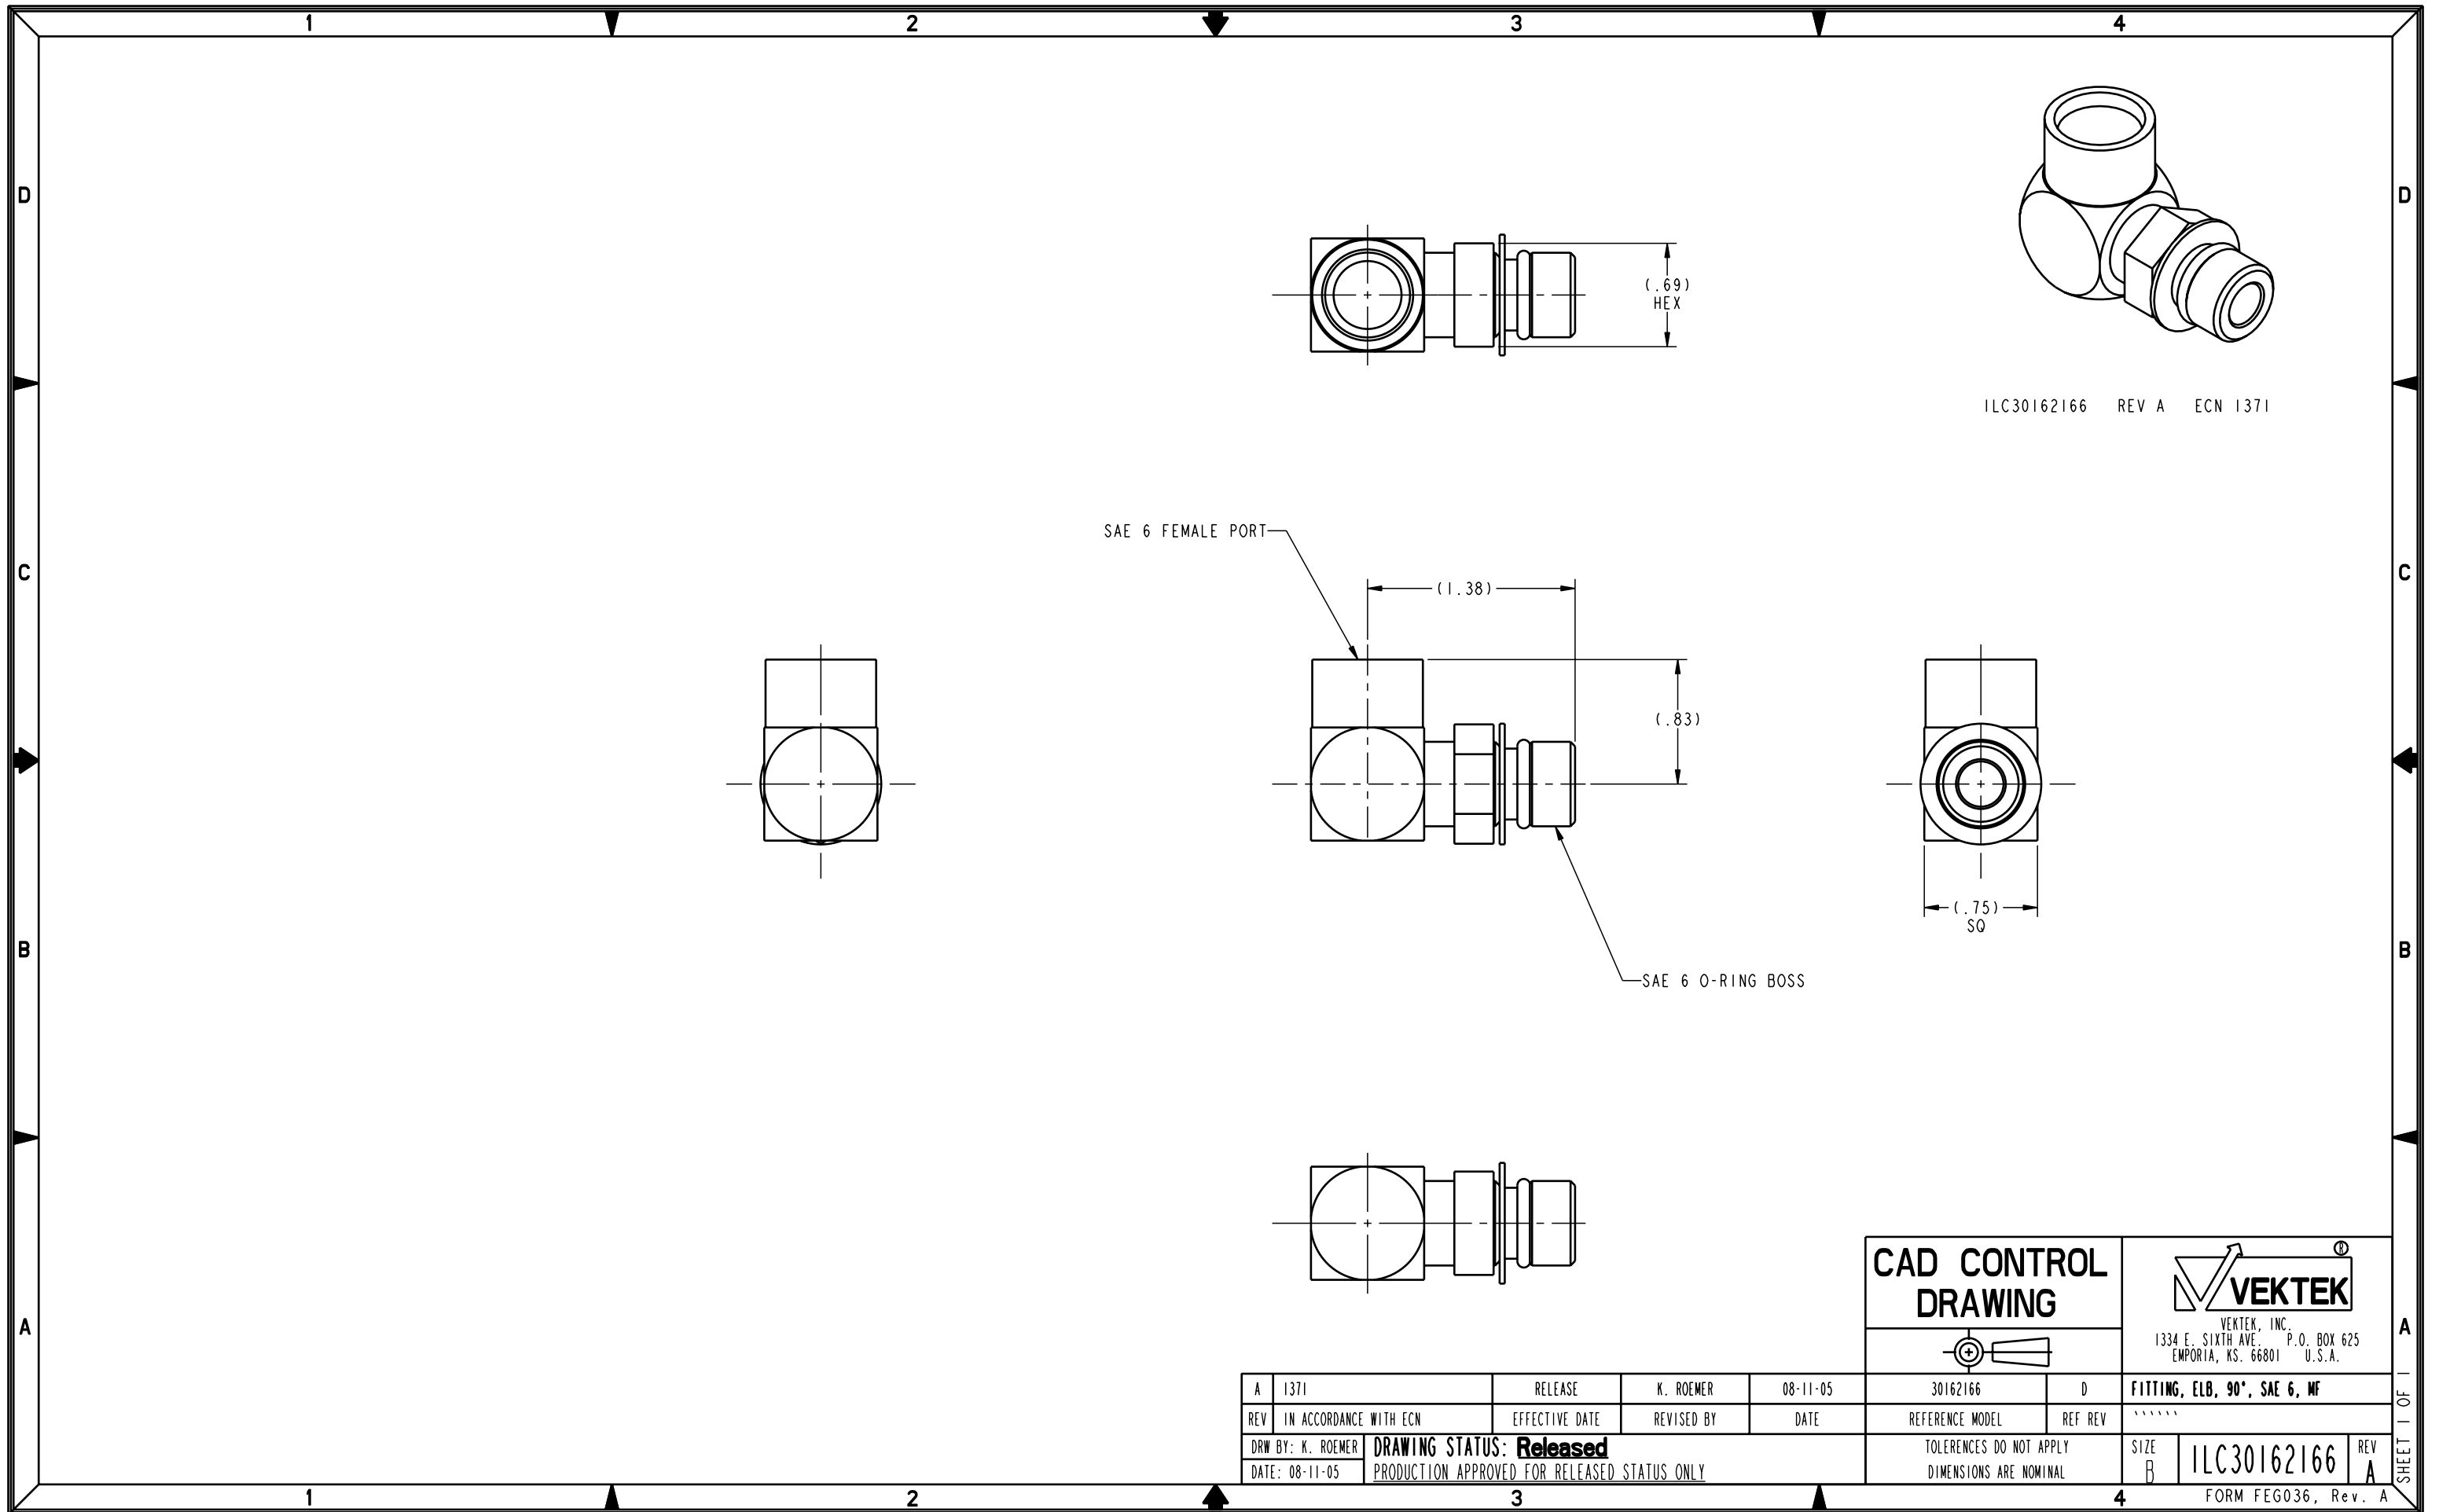 1 2 3 4
D D
(.69)
HEX
ILC30162166 REV A ECN 1371
SAE 6 FEMALE PORT
C C
(1.38)
(.83)
(.75)
SQ
B B
SAE 6 O-RING BOSS
CAD CONTROL
DRAWING
®
VEKTEK
VEKTEK, INC.
1334 E. SIXTH AVE. P.O. BOX 625
EMPORIA, KS. 66801 U.S.A.
A A
A 1371 RELEASE K. ROEMER 08-11-05 30162166 D FITTING, ELB, 90°, SAE 6, MF
REV IN ACCORDANCE WITH ECN EFFECTIVE DATE REVISED BY DATE REFERENCE MODEL REF REV ``````
DRW BY: K. ROEMER DRAWING STATUS: Released TOLERENCES DO NOT APPLY SIZE ILC30162166 REV
DATE: 08-11-05 PRODUCTION APPROVED FOR RELEASED STATUS ONLY DIMENSIONS ARE NOMINAL B A
SHEET 1 OF 1
1 2 3 4 FORM FEG036, Rev. A